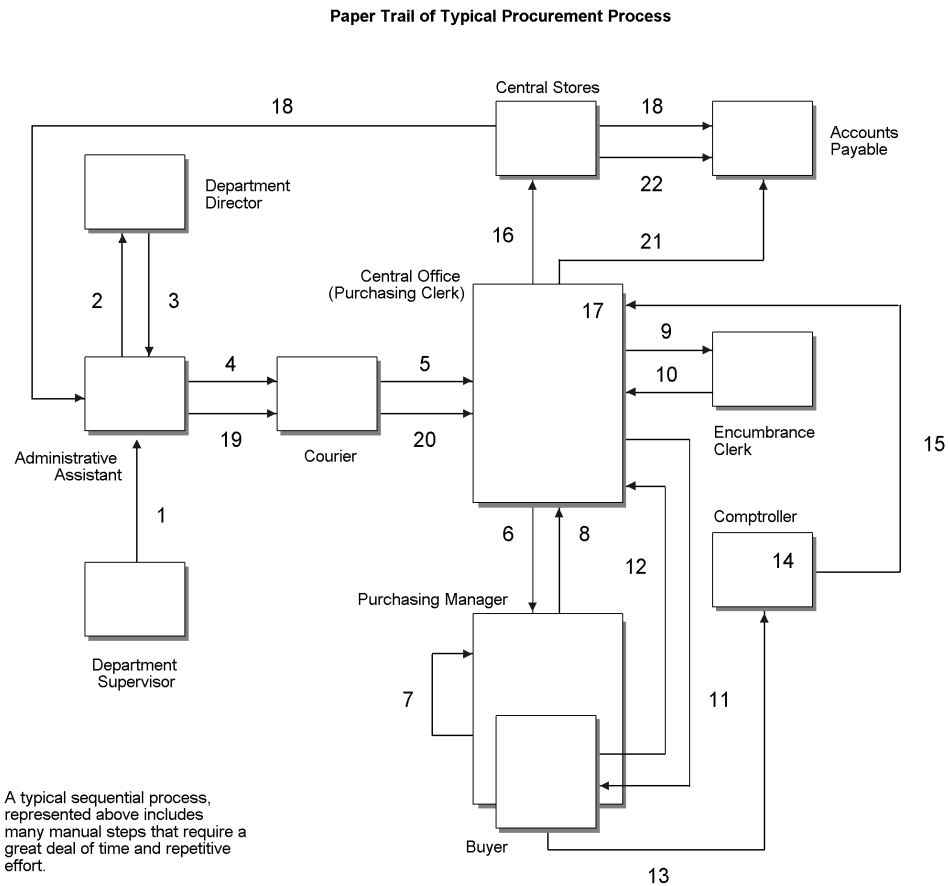 Paper Trail of Typical Procurement Process
Central Stores
18
18
Accounts
Payable
Department
Director
22
16
21
Central Office
(Purchasing Clerk)
2
3
17
9
4
5
10
19
20
Encumbrance
Clerk
15
Administrative
Assistant
Courier
1
Comptroller
6
8
12
14
Purchasing Manager
Department
Supervisor
7
11
A typical sequential process,
represented above includes
many manual steps that require a
great deal of time and repetitive
effort.
Buyer
13